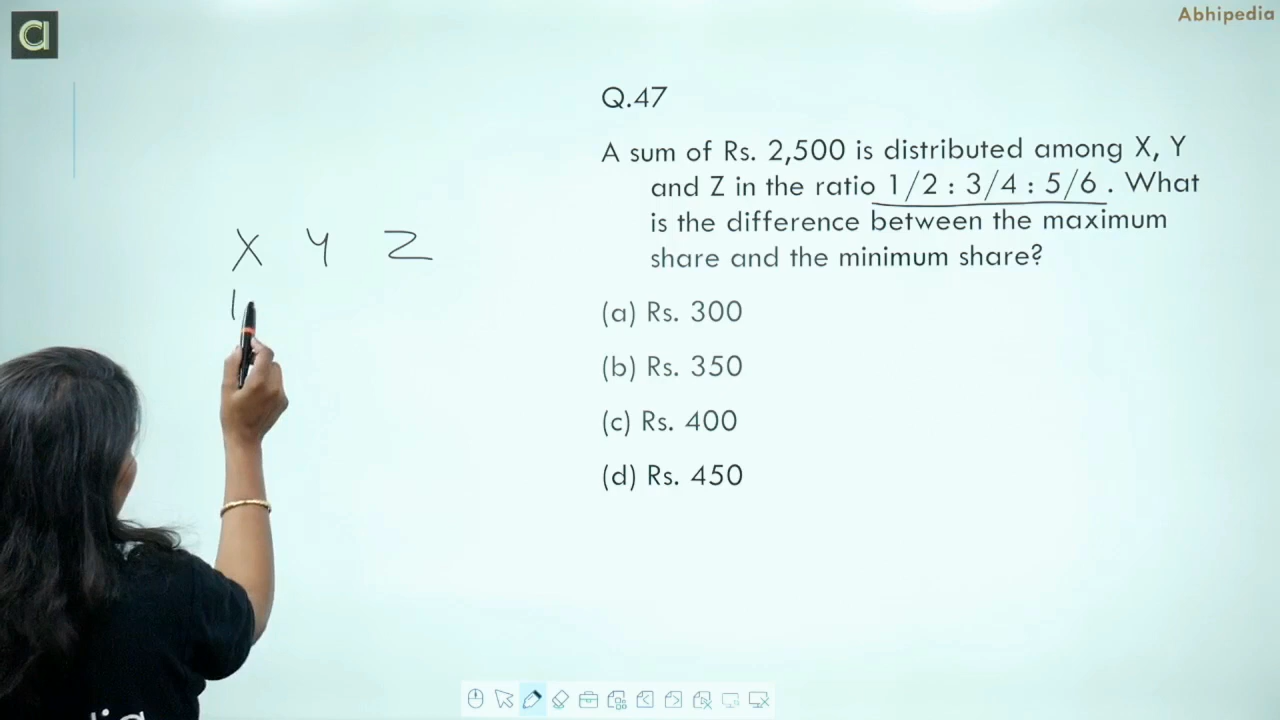 Abhipedia
Q.47
A sum of Rs. 2,500 is distributed among X, Y
and Z in the ratio 1/2 : 3/4 : 5/6 . What
is the difference between the maximum
share and the minimum share?
X Y Z
1
(a) Rs. 300
(b) Rs. 350
(c) Rs. 400
(d) Rs. 450